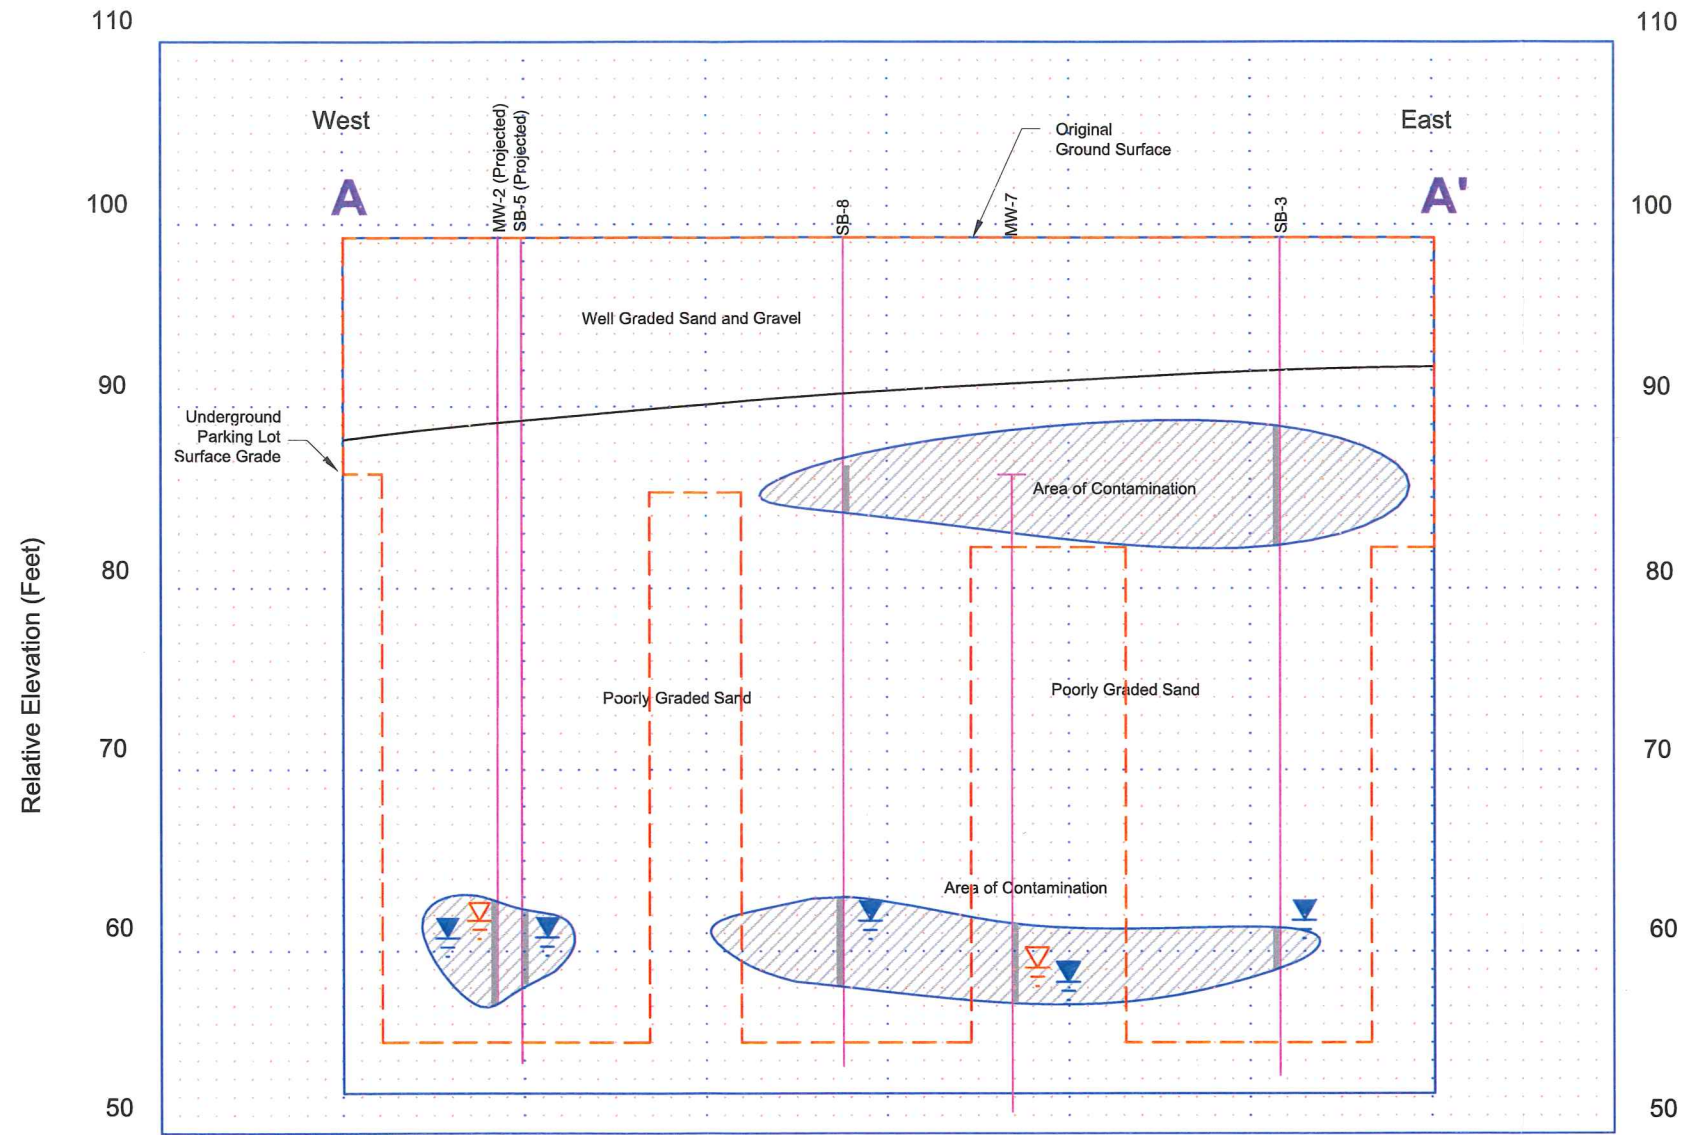 110
110
West
MW-2 (Projected)
SB-5 (Projected)
Original
Ground Surface
East
A
A'
100
SB-8
MW-7
SB-3
100
Well Graded Sand and Gravel
90
90
Underground
Parking Lot
Surface Grade
Area of Contamination
Relative Elevation (Feet)
80
80
Poorly Graded Sand
Poorly Graded Sand
70
70
Area of Contamination
60
60
50
50